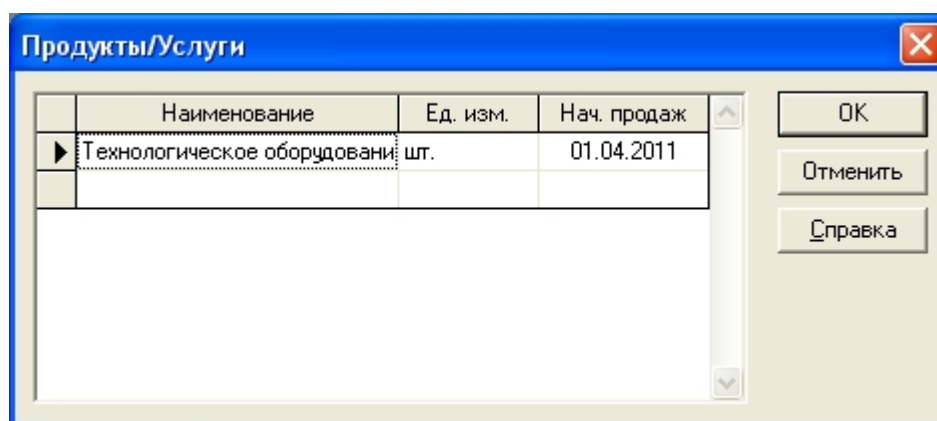 Продукты/Услуги
Наименование Ед. изм. Нач. продаж
Технологическое оборудовани шт. 01.04.2011
OK
Отменить
Справка